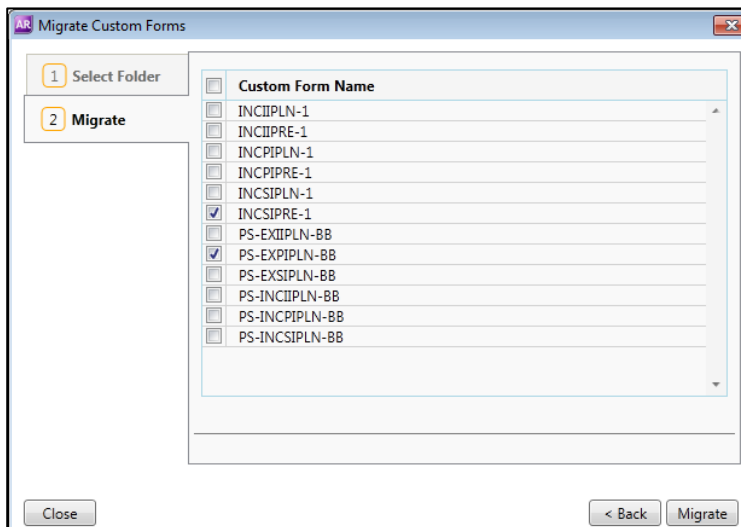 AR Migrate Custom Forms
1 Select Folder
2 Migrate
Custom Form Name
INCIIPLN-1
INCIIPRE-1
INCPIPLN-1
INCPIPRE-1
INCSIPLN-1
INCSIPRE-1
PS-EXIIPLN-BB
PS-EXPIPLN-BB
PS-EXSIPLN-BB
PS-INCIIPLN-BB
PS-INCPIPLN-BB
PS-INCSIPLN-BB
Close
< Back
Migrate